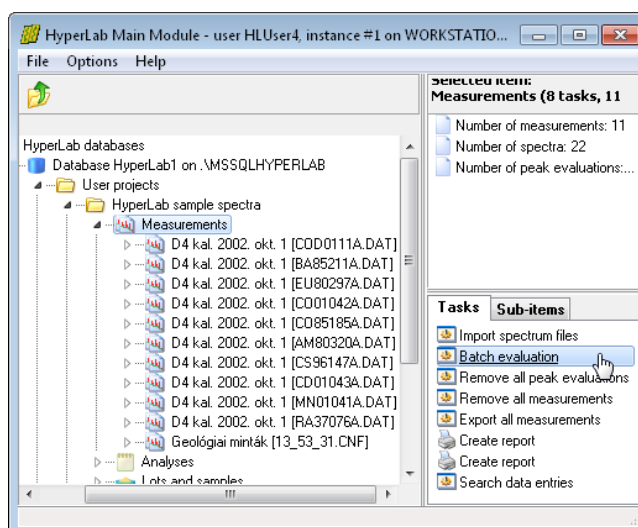 HyperLab Main Module - user HLUser4, instance #1 on WORKSTATIO...
File Options Help
HyperLab databases
Database HyperLab1 on .\MSSQLHYPERLAB
User projects
HyperLab sample spectra
Measurements
D4 kal. 2002. okt. 1 [COD0111A.DAT]
D4 kal. 2002. okt. 1 [BA85211A.DAT]
D4 kal. 2002. okt. 1 [EU80297A.DAT]
D4 kal. 2002. okt. 1 [CO01042A.DAT]
D4 kal. 2002. okt. 1 [CO85185A.DAT]
D4 kal. 2002. okt. 1 [AM80320A.DAT]
D4 kal. 2002. okt. 1 [CS96147A.DAT]
D4 kal. 2002. okt. 1 [CD01043A.DAT]
D4 kal. 2002. okt. 1 [MN01041A.DAT]
D4 kal. 2002. okt. 1 [RA37076A.DAT]
Geológiai minták [13_53_31.CNF]
Analyses
Lots and samples
Selected item:
Measurements (8 tasks, 11
Number of measurements: 11
Number of spectra: 22
Number of peak evaluations:...
Tasks Sub-items
Import spectrum files
Batch evaluation
Remove all peak evaluations
Remove all measurements
Export all measurements
Create report
Create report
Search data entries